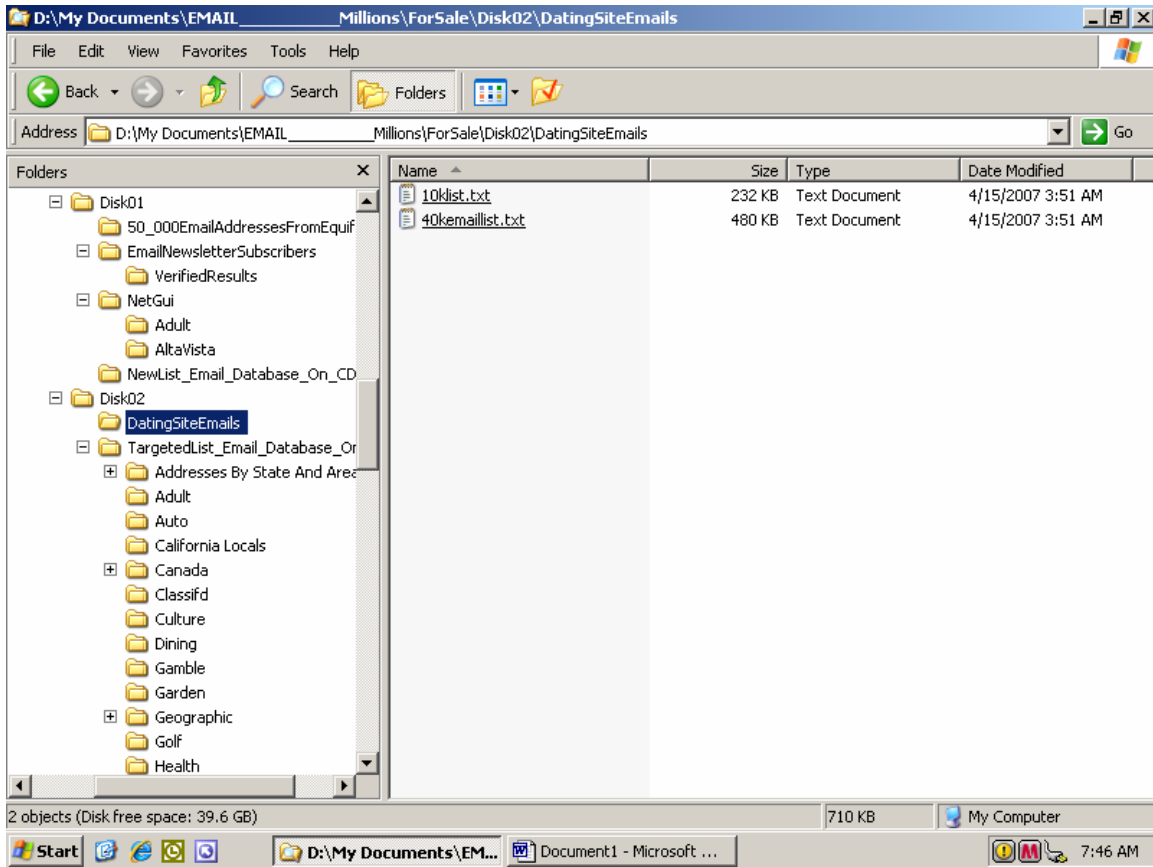 D:\My Documents\EMAIL__________Millions\ForSale\Disk02\DatingSiteEmails
File Edit View Favorites Tools Help
Back Search Folders
Address D:\My Documents\EMAIL__________Millions\ForSale\Disk02\DatingSiteEmails Go
Folders x Name Size Type Date Modified
Disk01
50_000EmailAddressesFromEquif
EmailNewsletterSubscribers
VerifiedResults
NetGui
Adult
AltaVista
NewList_Email_Database_On_CD
Disk02
DatingSiteEmails
TargetedList_Email_Database_Or
Addresses By State And Area
Adult
Auto
California Locals
Canada
Classifd
Culture
Dining
Gamble
Garden
Geographic
Golf
Health
10klist.txt 232 KB Text Document 4/15/2007 3:51 AM
40kemaillist.txt 480 KB Text Document 4/15/2007 3:51 AM
2 objects (Disk free space: 39.6 GB) 710 KB My Computer
Start D:\My Documents\EM... Document1 - Microsoft ... 7:46 AM